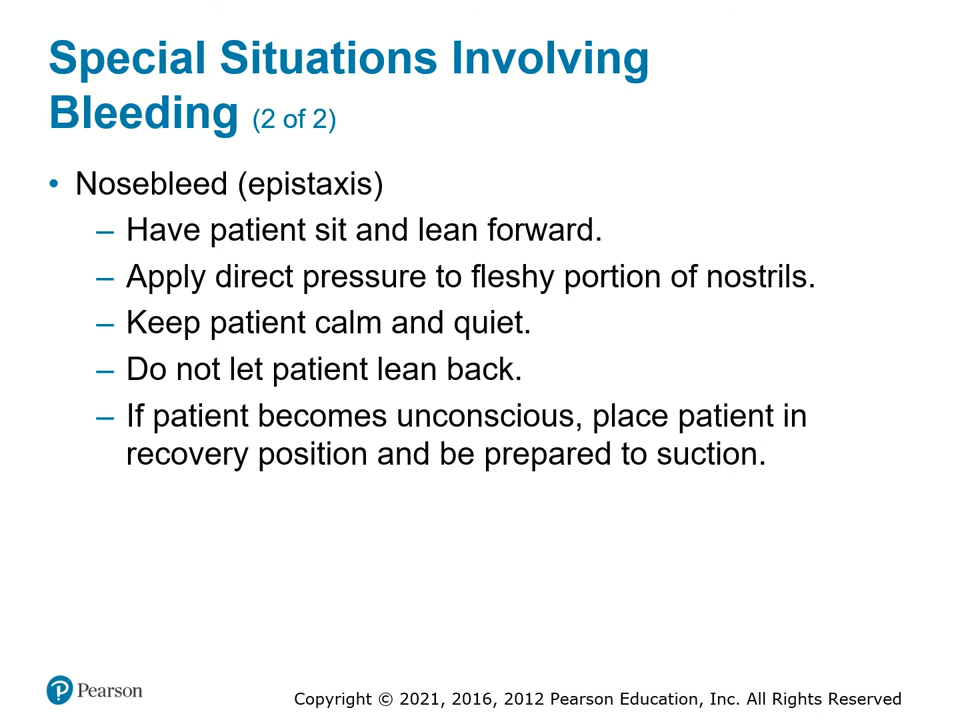 Special Situations Involving
Bleeding (2 of 2)
• Nosebleed (epistaxis)
– Have patient sit and lean forward.
– Apply direct pressure to fleshy portion of nostrils.
– Keep patient calm and quiet.
– Do not let patient lean back.
– If patient becomes unconscious, place patient in
recovery position and be prepared to suction.
Pearson
Copyright © 2021, 2016, 2012 Pearson Education, Inc. All Rights Reserved